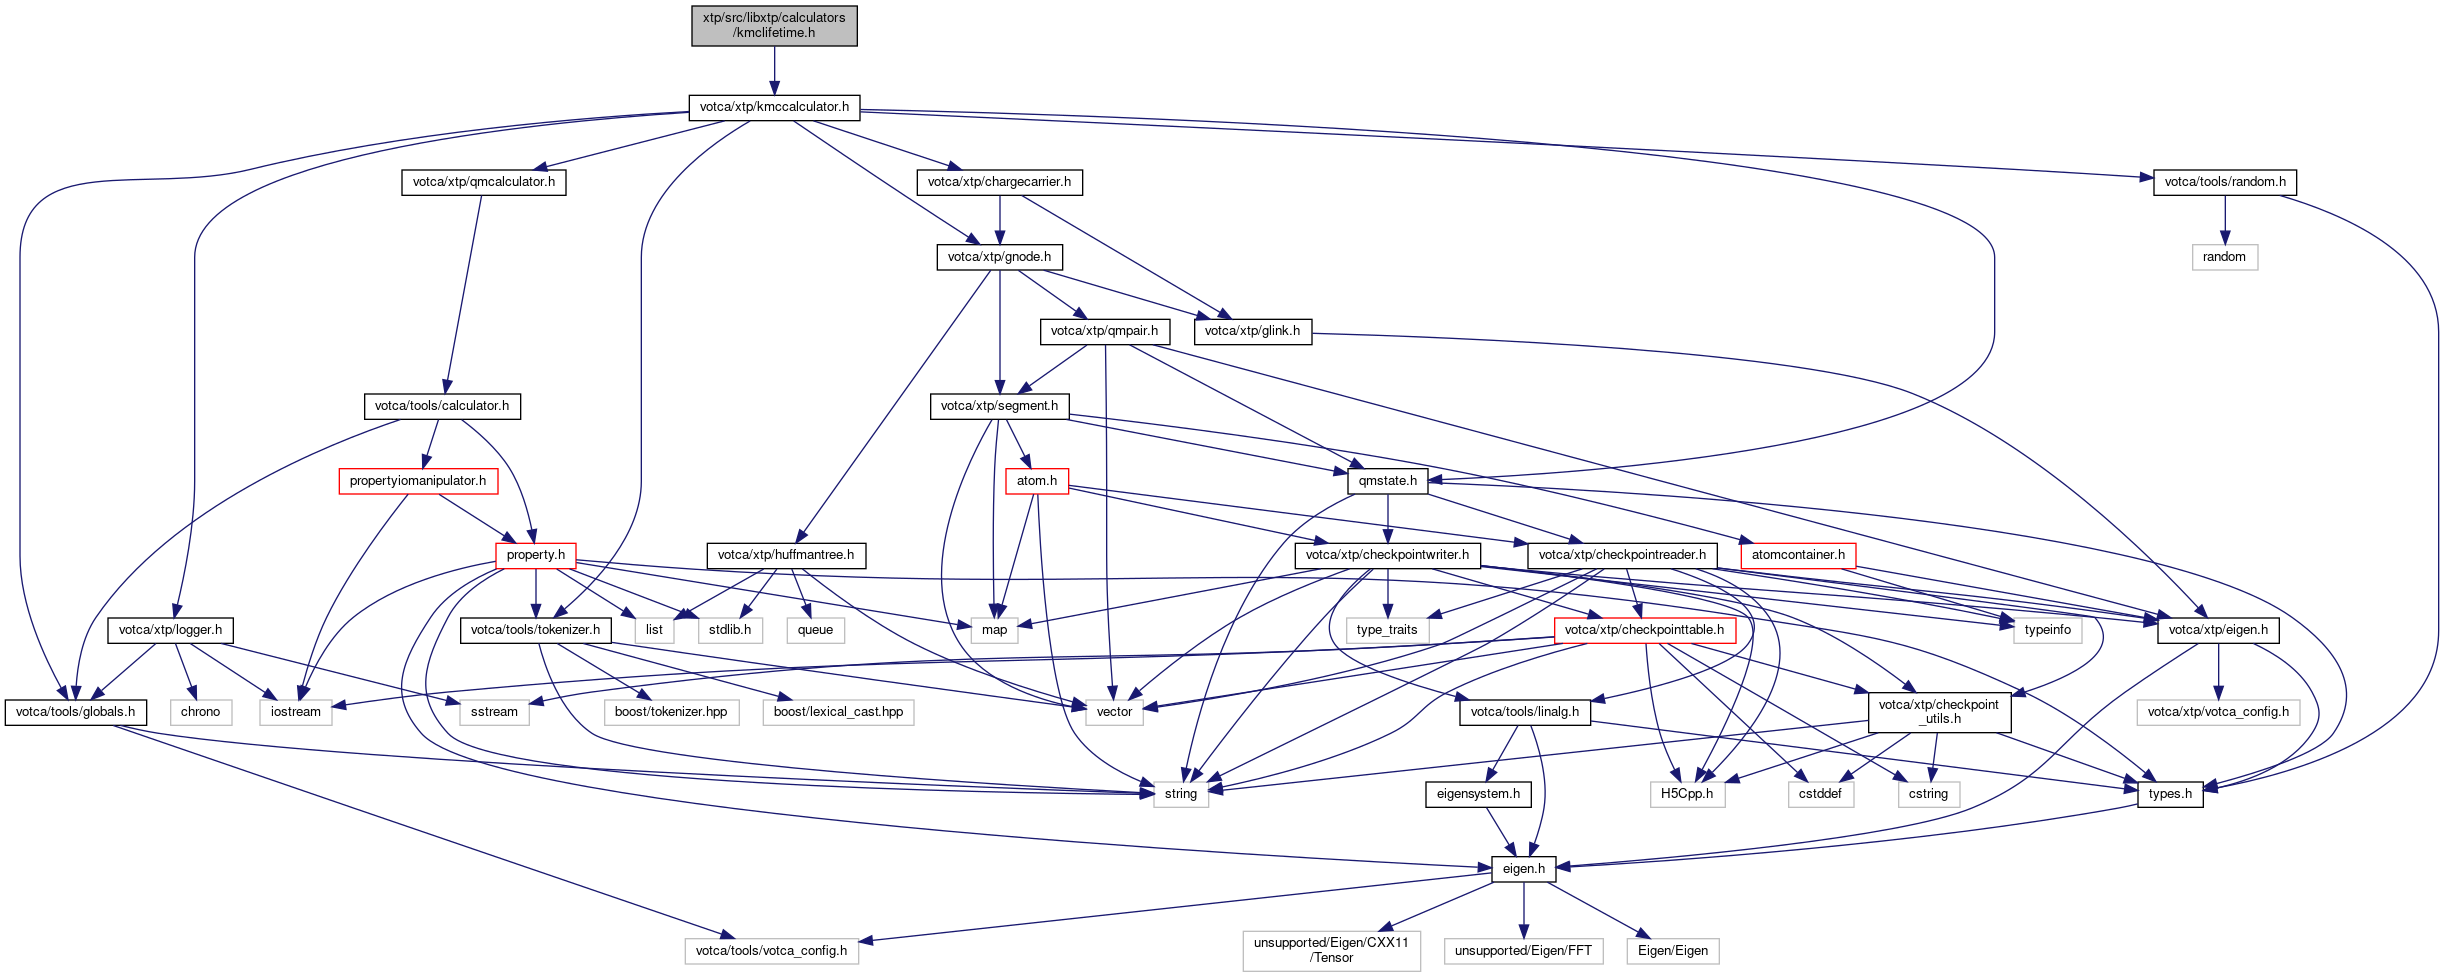 xtp/src/libxtp/calculators
/kmclifetime.h
votca/xtp/kmccalculator.h
votca/xtp/qmcalculator.h
votca/xtp/chargecarrier.h
votca/tools/random.h
votca/xtp/gnode.h
random
votca/xtp/qmpair.h
votca/xtp/glink.h
votca/tools/calculator.h
votca/xtp/segment.h
propertyiomanipulator.h
atom.h
qmstate.h
property.h
votca/xtp/huffmantree.h
votca/xtp/checkpointwriter.h
votca/xtp/checkpointreader.h
atomcontainer.h
votca/xtp/logger.h
votca/tools/tokenizer.h
list
stdlib.h
queue
map
type_traits
votca/xtp/checkpointtable.h
typeinfo
votca/xtp/eigen.h
votca/tools/globals.h
chrono
iostream
sstream
boost/tokenizer.hpp
boost/lexical_cast.hpp
vector
votca/tools/linalg.h
votca/xtp/checkpoint
_utils.h
votca/xtp/votca_config.h
string
eigensystem.h
H5Cpp.h
cstddef
cstring
types.h
eigen.h
votca/tools/votca_config.h
unsupported/Eigen/CXX11
/Tensor
unsupported/Eigen/FFT
Eigen/Eigen